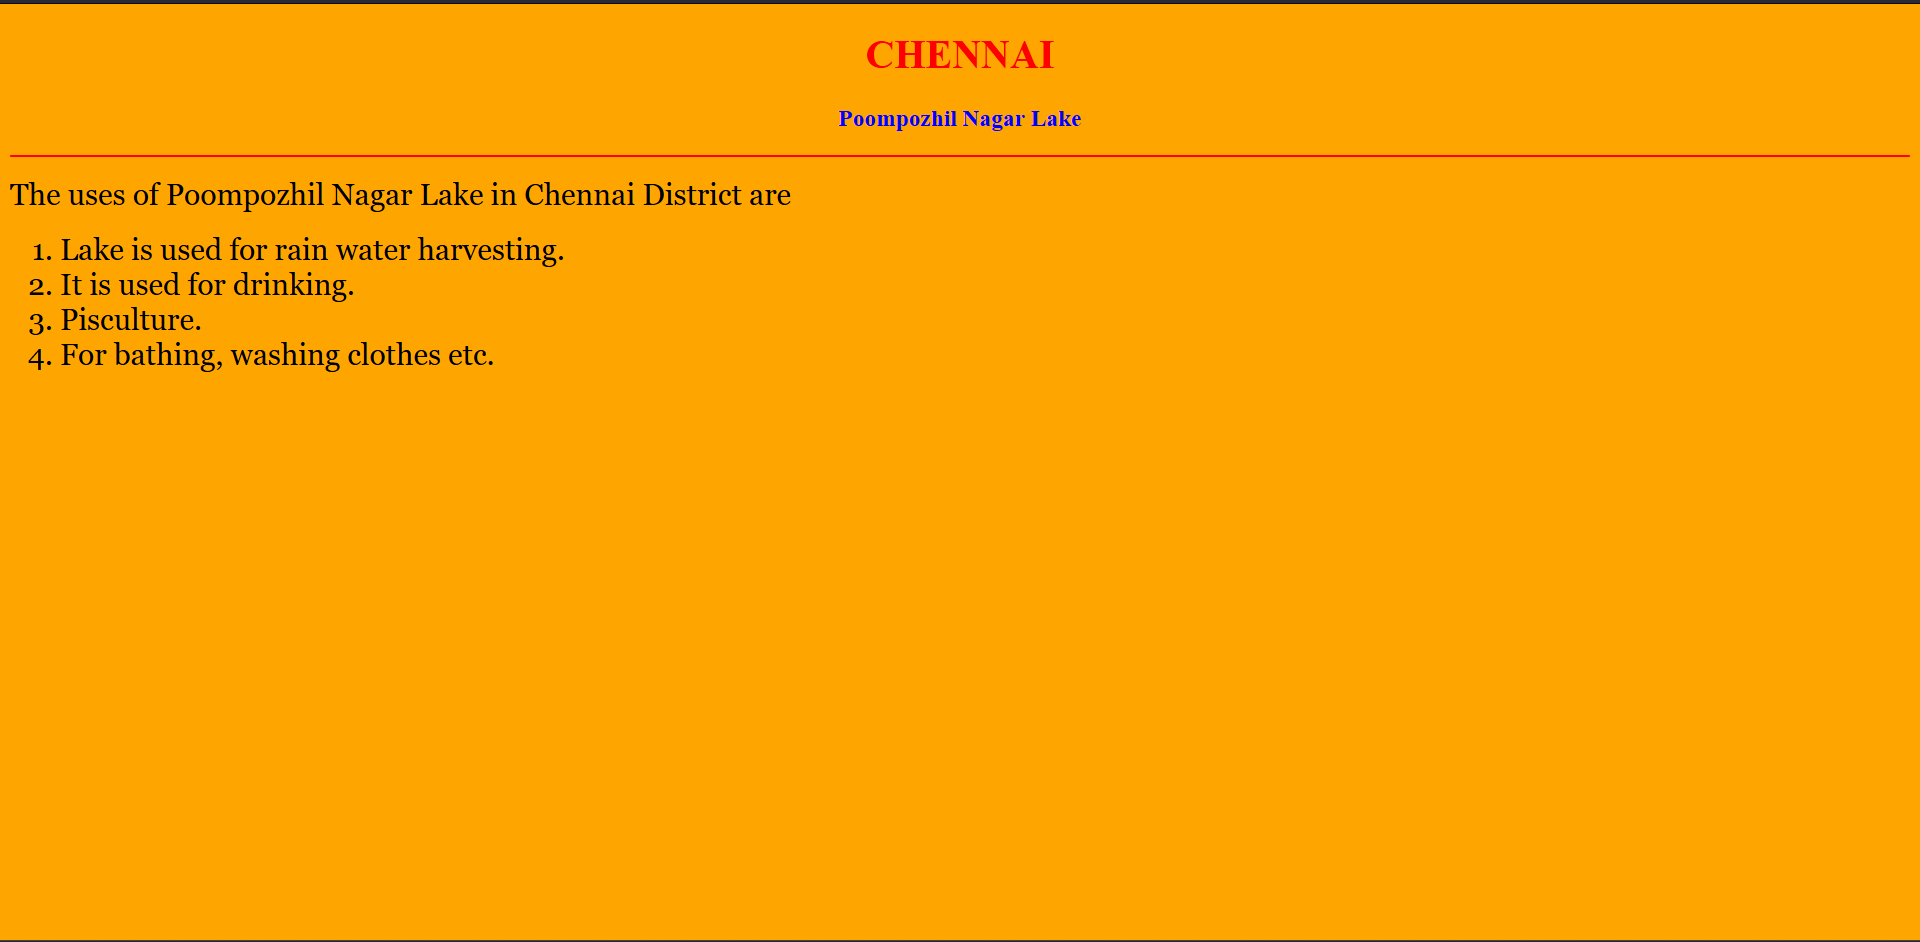 CHENNAI
Poompozhil Nagar Lake
The uses of Poompozhil Nagar Lake in Chennai District are
1. Lake is used for rain water harvesting.
2. It is used for drinking.
3. Pisculture.
4. For bathing, washing clothes etc.